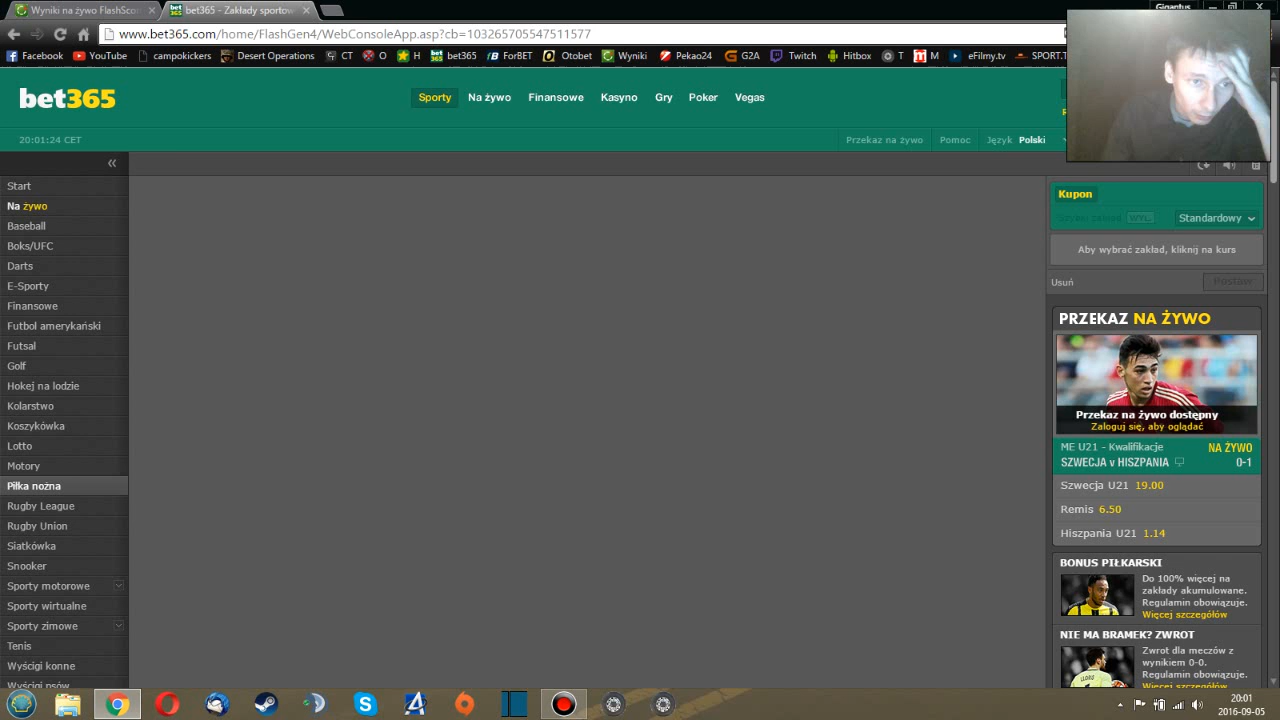 Wyniki na żywo FlashSco
bet365 - Zakłady sportow
Gigantus
www.bet365.com/home/FlashGen4/WebConsoleApp.asp?cb=103265705547511577
Facebook YouTube campokickers Desert Operations CT O H bet365 ForBET Otobet Wyniki Pekao24 G2A Twitch Hitbox T M eFilmy.tv SPORT.T
bet365
Sporty Na żywo Finansowe Kasyno Gry Poker Vegas
20:01:24 CET
Przekaz na żywo Pomoc Język Polski
Start
Na żywo
Baseball
Boks/UFC
Darts
E-Sporty
Finansowe
Futbol amerykański
Futsal
Golf
Hokej na lodzie
Kolarstwo
Koszykówka
Lotto
Motory
Piłka nożna
Rugby League
Rugby Union
Siatkówka
Snooker
Sporty motorowe
Sporty wirtualne
Sporty zimowe
Tenis
Wyścigi konne
Wyścigi psów
Kupon
Szybki zakład WYŁ. Standardowy
Aby wybrać zakład, kliknij na kurs
Usuń Postaw
PRZEKAZ NA ŻYWO
Przekaz na żywo dostępny
Zaloguj się, aby oglądać
ME U21 - Kwalifikacje NA ŻYWO
SZWECJA v HISZPANIA 0-1
Szwecja U21 19.00
Remis 6.50
Hiszpania U21 1.14
BONUS PIŁKARSKI
Do 100% więcej na
zakłady akumulowane.
Regulamin obowiązuje.
Więcej szczegółów
NIE MA BRAMEK? ZWROT
Zwrot dla meczów z
wynikiem 0-0.
Regulamin obowiązuje.
Więcej szczegółów
20:01
2016-09-05